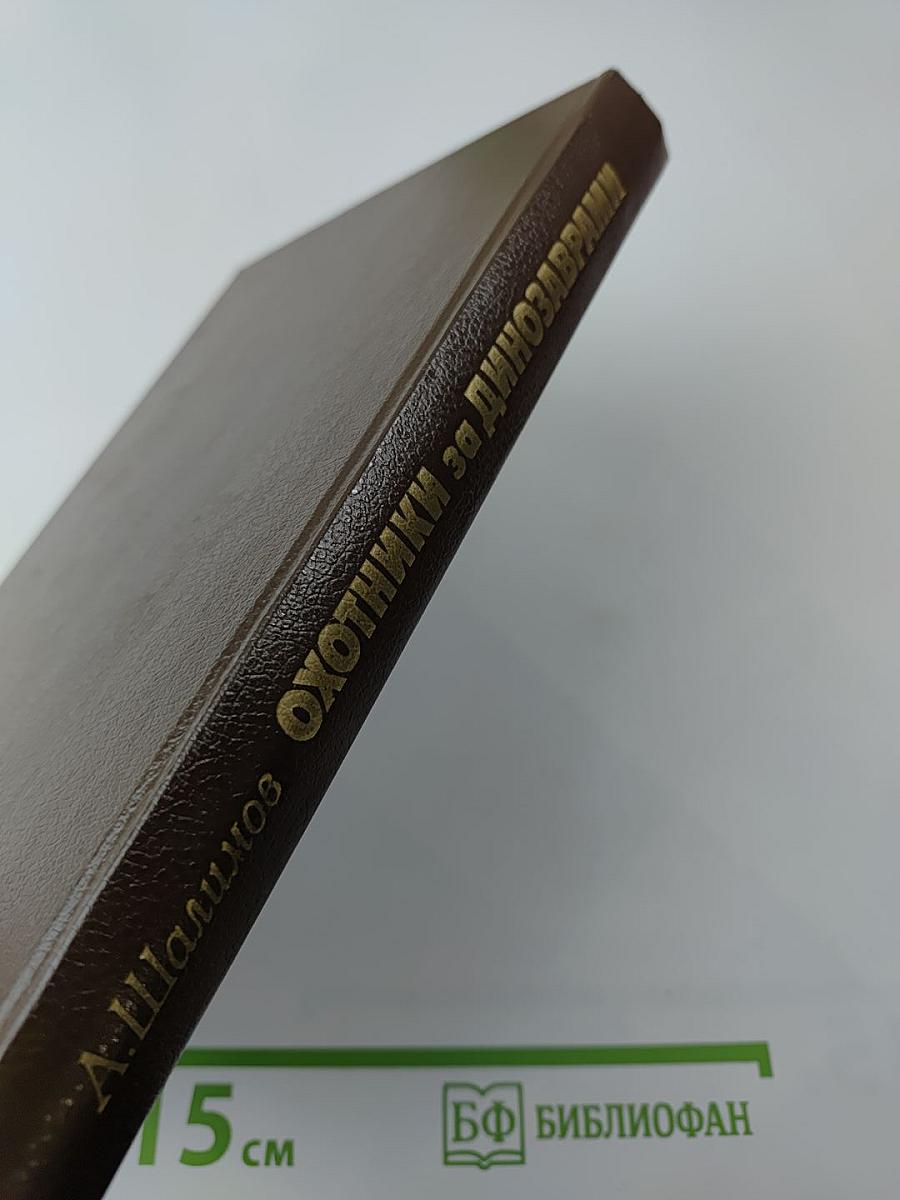 А. Шалимов ОХОТНИКИ за ДИНОЗАВРАМИ
15 см
БФ БИБЛИОФАН